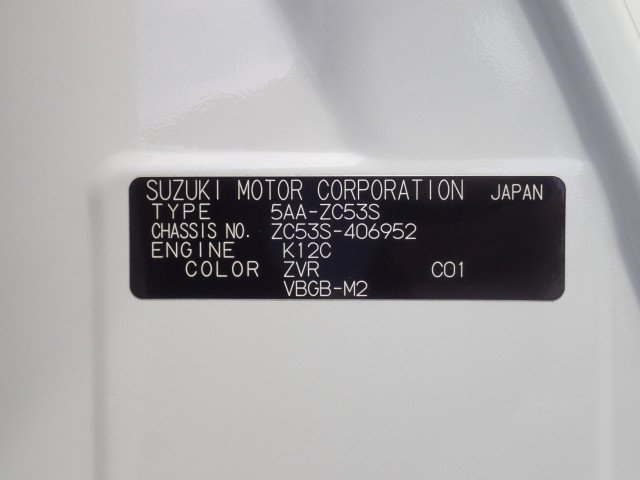 SUZUKI MOTOR CORPORATION JAPAN
TYPE 5AA-ZC53S
CHASSIS NO. ZC53S-406952
ENGINE K12C
COLOR ZVR C01
VBGB-M2